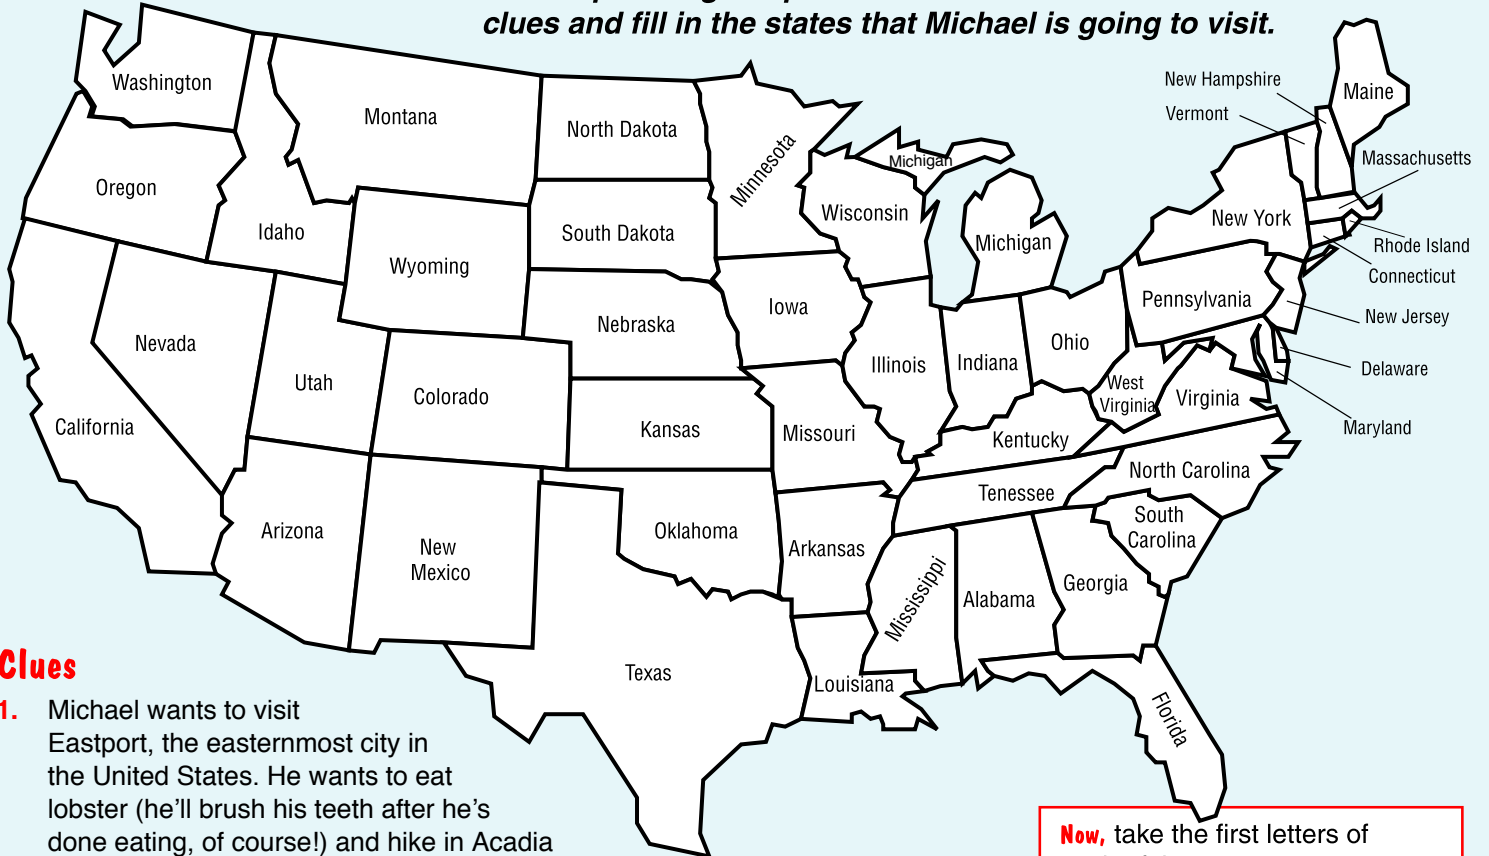 clues and fill in the states that Michael is going to visit.
Washington
Montana
North Dakota
Minnesota
Michigan
New Hampshire
Vermont
Maine
Massachusetts
Oregon
Idaho
Wyoming
South Dakota
Wisconsin
Michigan
New York
Rhode Island
Connecticut
Nevada
Nebraska
Iowa
Pennsylvania
New Jersey
Utah
Colorado
Illinois
Indiana
Ohio
West
Virginia
Virginia
Delaware
Maryland
California
Kansas
Missouri
Kentucky
North Carolina
Tenessee
South
Carolina
Arizona
New
Mexico
Oklahoma
Arkansas
Mississippi
Alabama
Georgia
Texas
Louisiana
Florida
Clues
1. Michael wants to visit
Eastport, the easternmost city in
the United States. He wants to eat
lobster (he'll brush his teeth after he's
done eating, of course!) and hike in Acadia
Now, take the first letters of